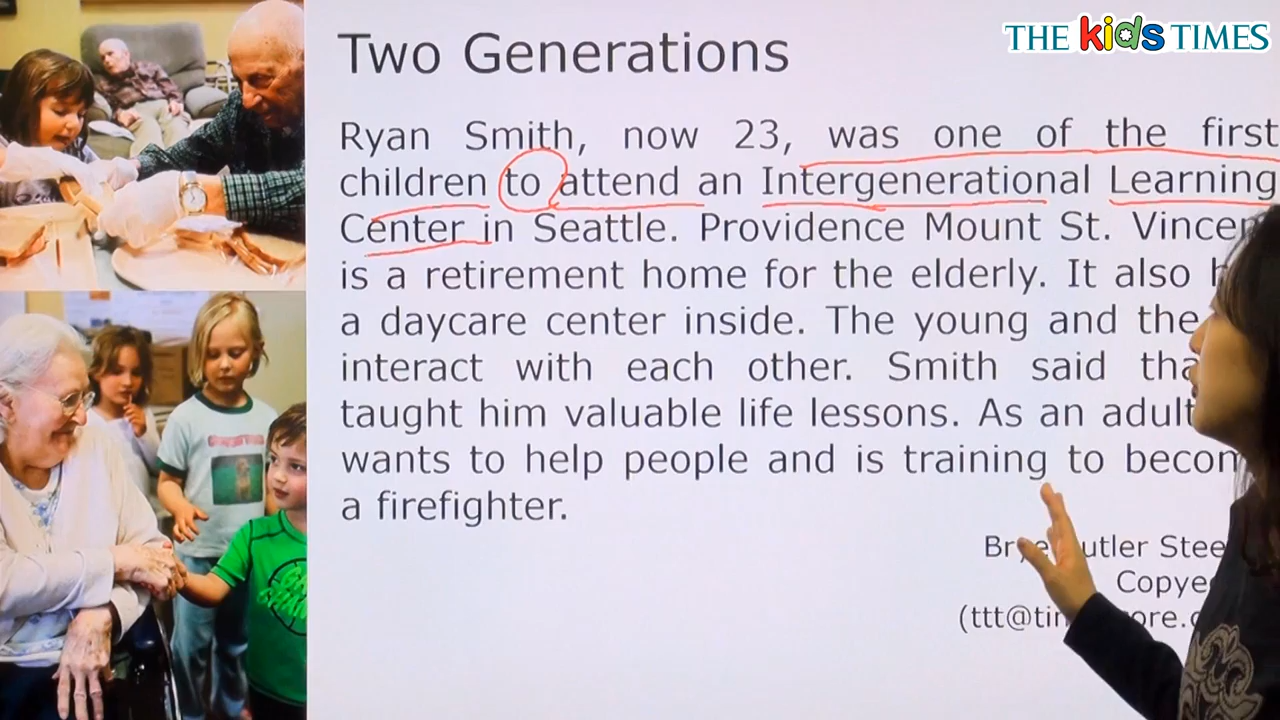 THE kids TIMES
Two Generations
Ryan Smith, now 23, was one of the first
children to attend an Intergenerational Learning
Center in Seattle. Providence Mount St.
is a retirement home for the elderly. It also
a daycare center inside. The young and the
interact with each other. Smith said
taught him valuable life lessons. As an adult
wants to help people and is training to
a firefighter.